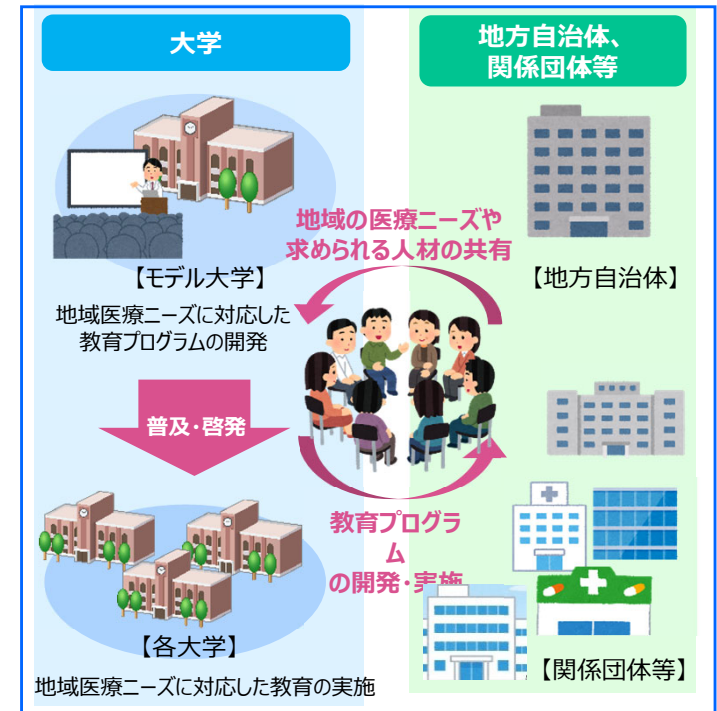 大学
地方自治体、
関係団体等
地域の医療ニーズや
求められる人材の共有
【モデル大学】
地域医療ニーズに対応した
教育プログラムの開発
【地方自治体】
普及・啓発
教育プログラ
ム
の開発・実施
【各大学】
地域医療ニーズに対応した教育の実施
【関係団体等】